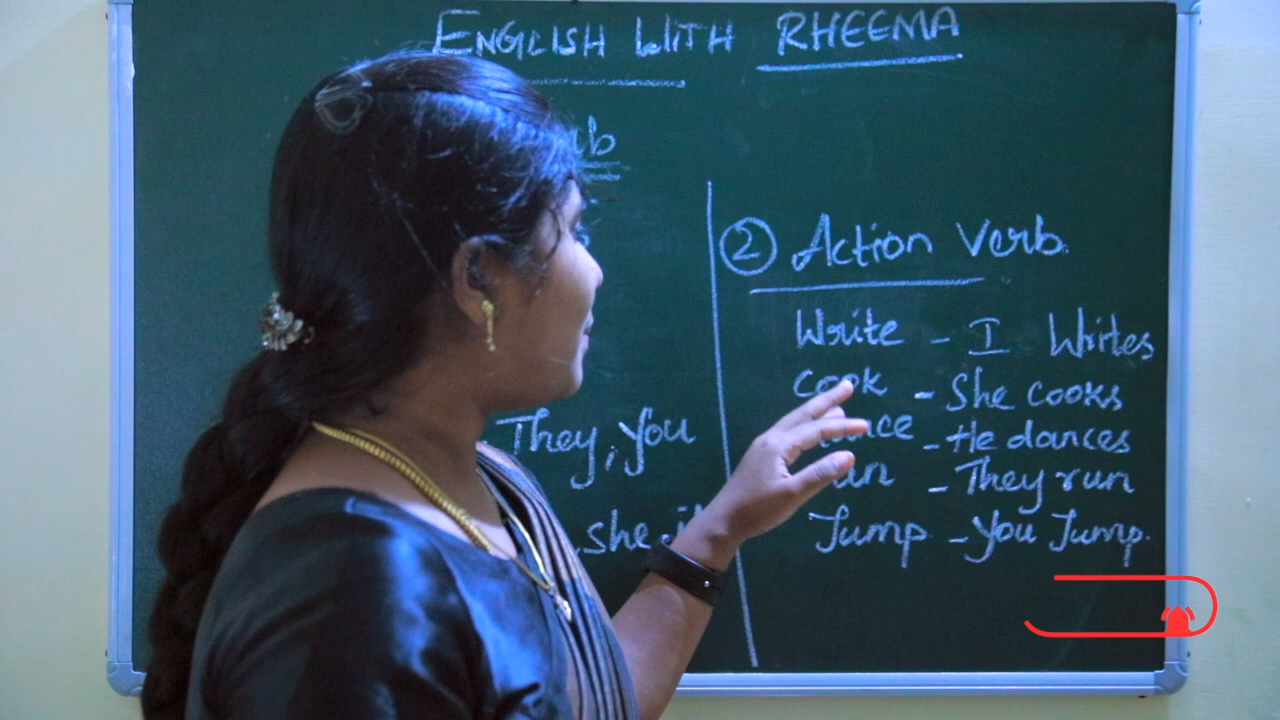 ENGLISH WITH RHEEMA
They, you
she, it
② Action Verb.
Write - I Writes
Cook - She cooks
- He dances
- They run
Jump - you Jump.